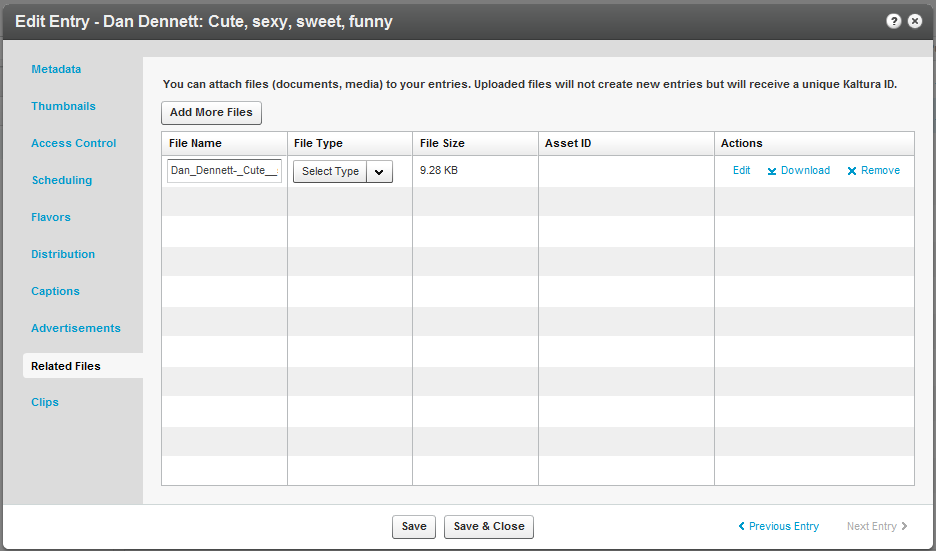 Edit Entry - Dan Dennett: Cute, sexy, sweet, funny
?
Metadata
Thumbnails
Access Control
Scheduling
Flavors
Distribution
Captions
Advertisements
Related Files
Clips
You can attach files (documents, media) to your entries. Uploaded files will not create new entries but will receive a unique Kaltura ID.
Add More Files
File Name File Type File Size Asset ID Actions
Dan_Dennett-_Cute__ Select Type 9.28 KB Edit Download Remove
Save Save & Close Previous Entry Next Entry